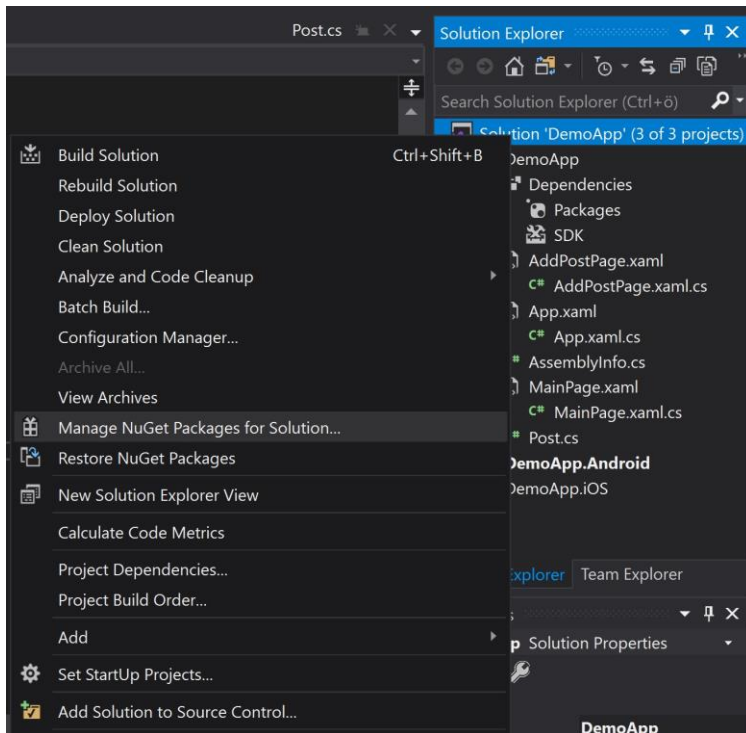 Post.cs
Solution Explorer
Search Solution Explorer (Ctrl+ö)
Solution 'DemoApp' (3 of 3 projects)
Build Solution Ctrl+Shift+B
Rebuild Solution
Deploy Solution
Clean Solution
Analyze and Code Cleanup
Batch Build...
Configuration Manager...
Archive All...
View Archives
Manage NuGet Packages for Solution...
Restore NuGet Packages
New Solution Explorer View
Calculate Code Metrics
Project Dependencies...
Project Build Order...
Add
Set StartUp Projects...
Add Solution to Source Control...
DemoApp
Dependencies
Packages
SDK
AddPostPage.xaml
C# AddPostPage.xaml.cs
App.xaml
C# App.xaml.cs
AssemblyInfo.cs
MainPage.xaml
C# MainPage.xaml.cs
Post.cs
DemoApp.Android
DemoApp.iOS
Explorer Team Explorer
Solution Properties
DemoApp